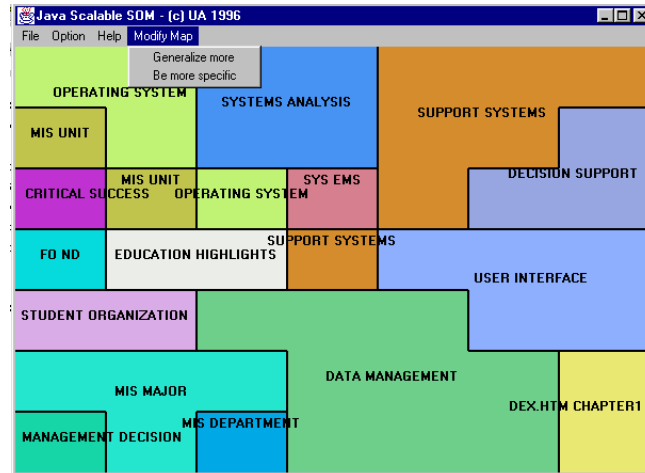 Java Scalable SOM - (c) UA 1996
File Option Help Modify Map
Generalize more
Be more specific
OPERATING SYSTEM
SYSTEMS ANALYSIS
SUPPORT SYSTEMS
MIS UNIT
DECISION SUPPORT
CRITICAL SUCCESS
MIS UNIT
OPERATING SYSTEM
SYS EMS
SUPPORT SYSTEMS
FO ND
EDUCATION HIGHLIGHTS
USER INTERFACE
STUDENT ORGANIZATION
DATA MANAGEMENT
MIS MAJOR
DEX.HTM CHAPTER1
MIS DEPARTMENT
MANAGEMENT DECISION